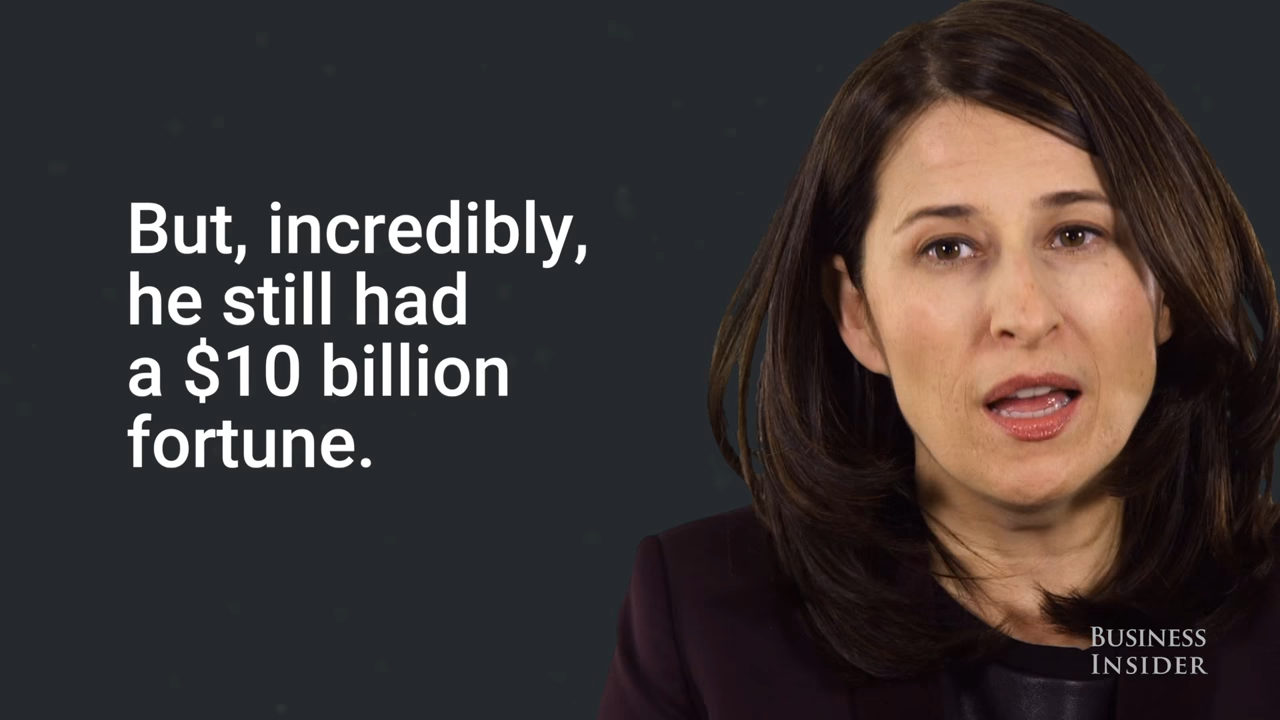 But, incredibly,
he still had
a $10 billion
fortune.
BUSINESS
INSIDER